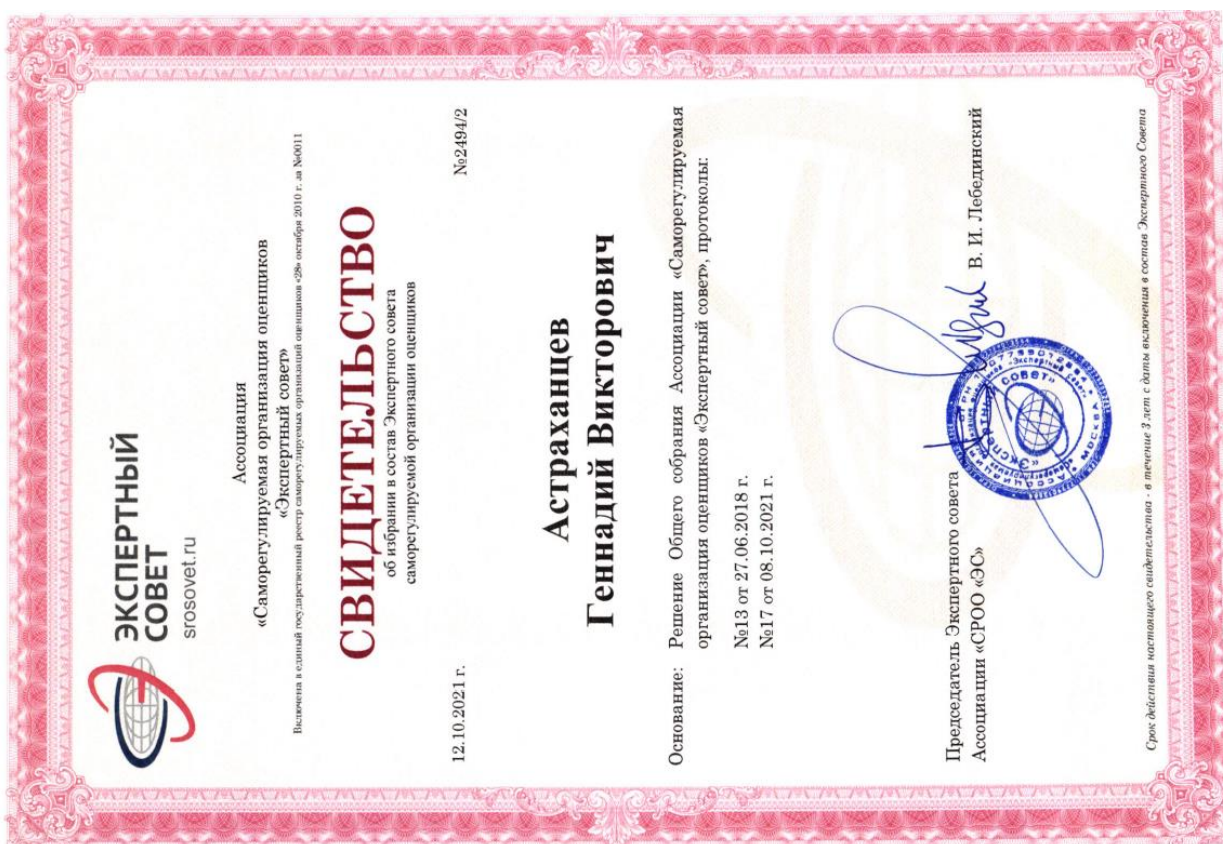 ЭКСПЕРТНЫЙ
СОВЕТ
srosovet.ru
Ассоциация
«Саморегулируемая организация оценщиков
«Экспертный совет»
Включена в единый государственный реестр саморегулируемых организаций оценщиков «28» октября 2010 г. за №0011
СВИДЕТЕЛЬСТВО
об избрании в состав Экспертного совета
саморегулируемой организации оценщиков
12.10.2021 г. №2494/2
Астраханцев
Геннадий Викторович
Основание: Решение Общего собрания Ассоциации «Саморегулируемая
организация оценщиков «Экспертный совет», протоколы:
№13 от 27.06.2018 г.
№17 от 08.10.2021 г.
Председатель Экспертного совета
Ассоциации «СРОО «ЭС» В. И. Лебединский
«Экспертный совет»
Срок действия настоящего свидетельства - в течение 3 лет с даты включения в состав Экспертного Совета